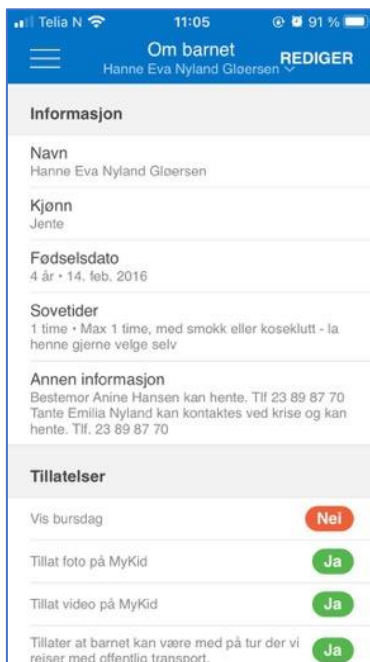 Telia N 11:05 91 %
Om barnet
Hanne Eva Nyland Gløersen
REDIGER
Informasjon
Navn
Hanne Eva Nyland Gløersen
Kjønn
Jente
Fødselsdato
4 år • 14. feb. 2016
Sovetider
1 time • Max 1 time, med smokk eller koseklutt - la
henne gjerne velge selv
Annen informasjon
Bestemor Anine Hansen kan hente. Tlf 23 89 87 70
Tante Emilia Nyland kan kontaktes ved krise og kan
hente. Tlf. 23 89 87 70
Tillatelser
Vis bursdag Nei
Tillat foto på MyKid Ja
Tillat video på MyKid Ja
Tillater at barnet kan være med på tur der vi Ja
reiser med offentlig transport.